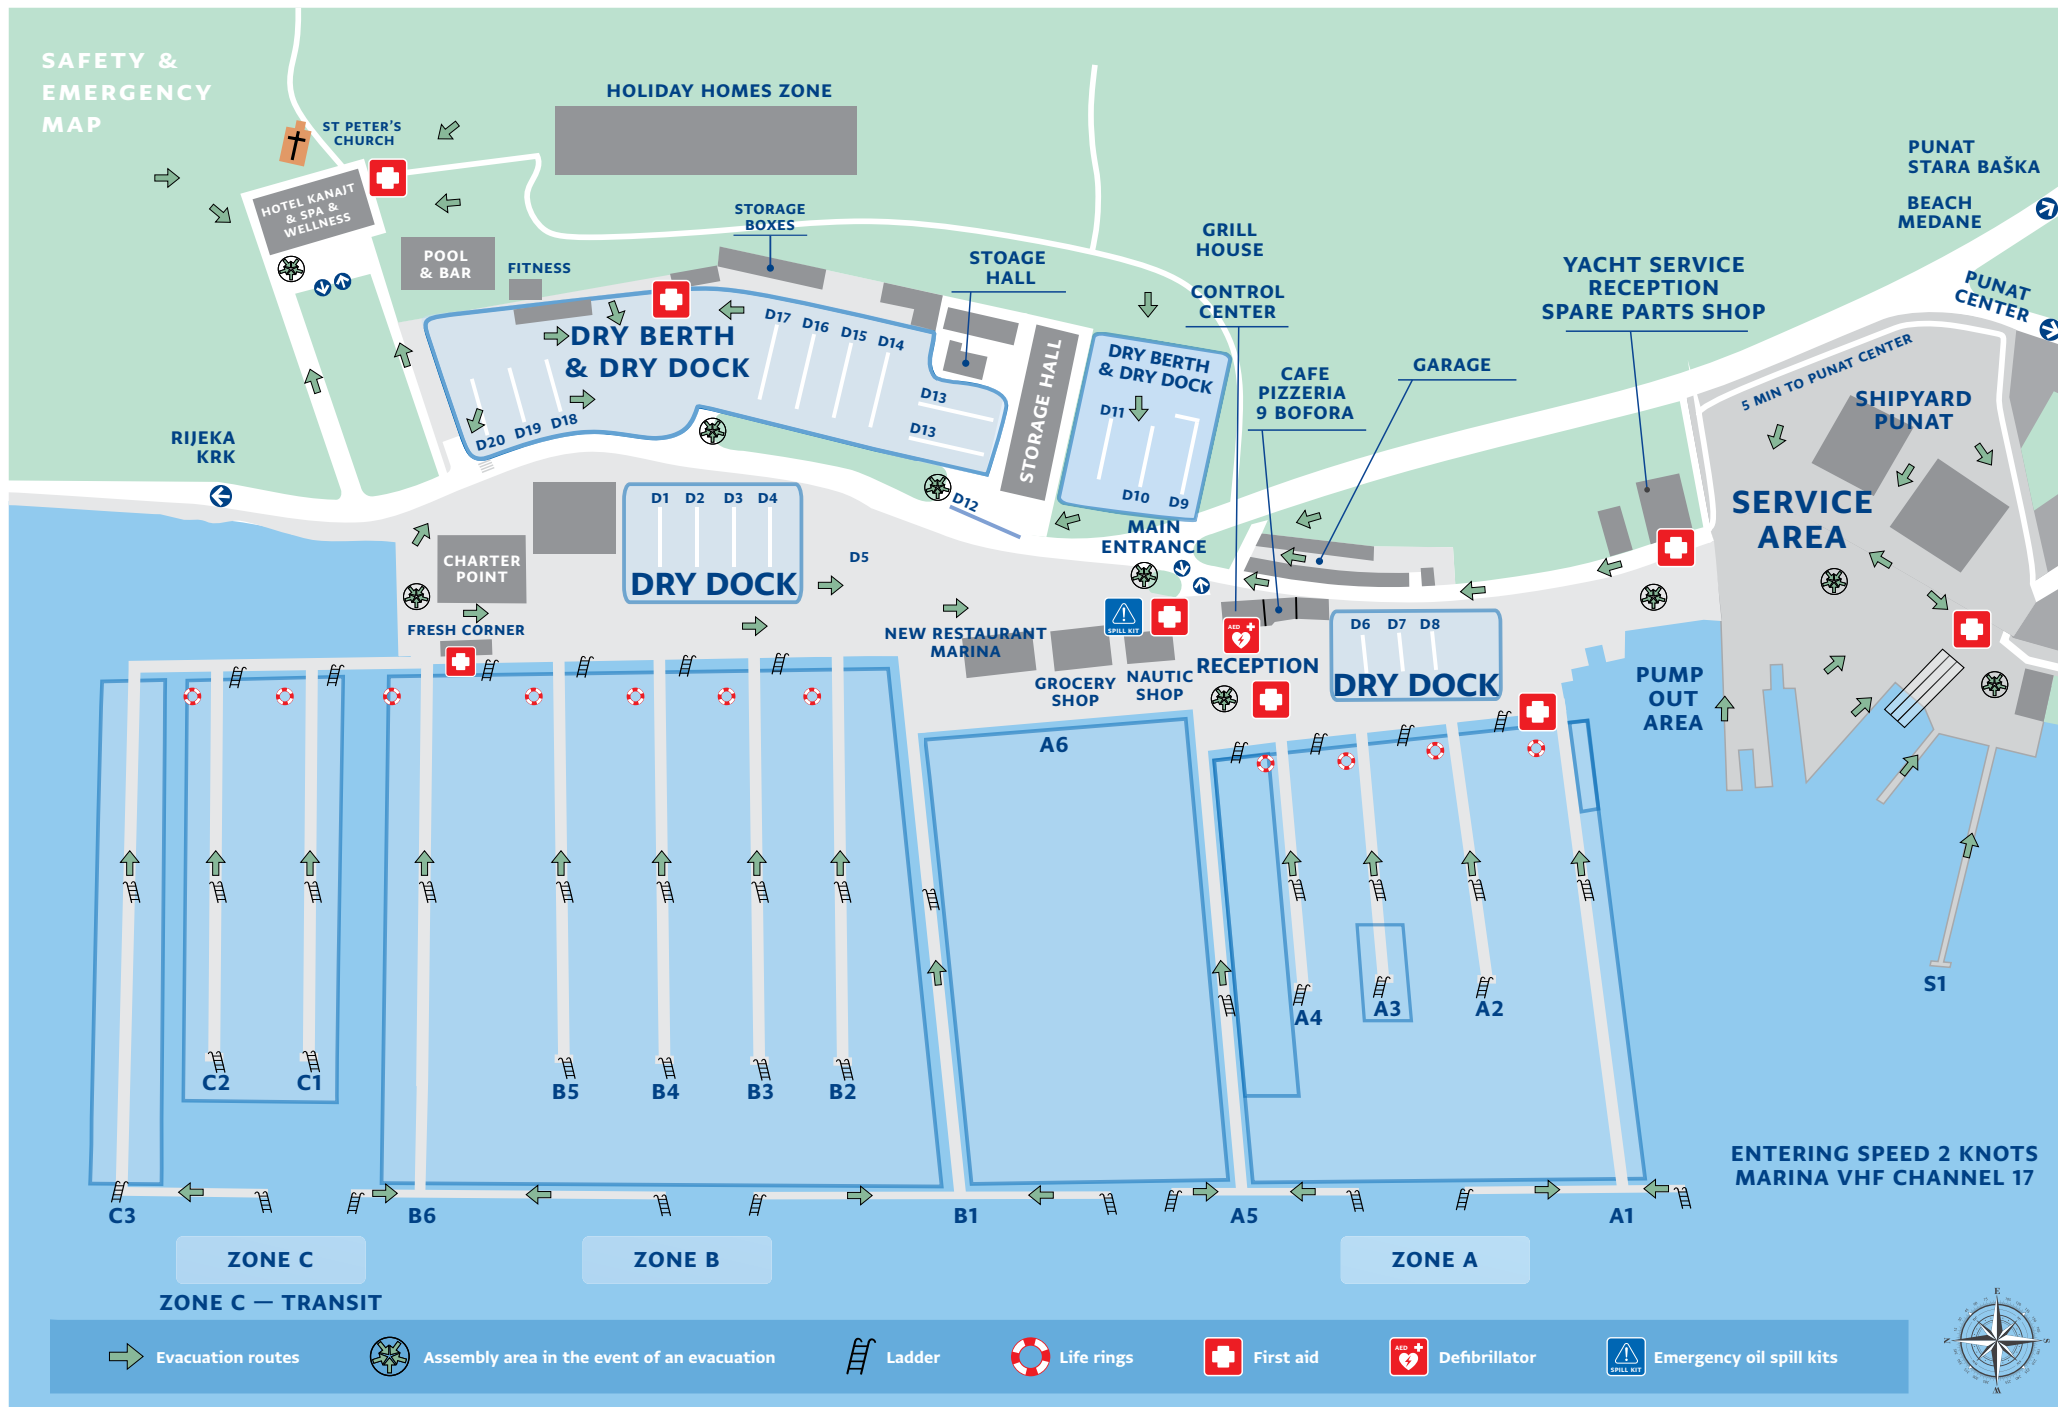 SAFETY &
EMERGENCY
MAP
HOLIDAY HOMES ZONE
ST PETER'S
CHURCH
HOTEL KANAJT
& SPA &
WELLNESS
POOL
& BAR
FITNESS
STORAGE
BOXES
STOAGE
HALL
GRILL
HOUSE
CONTROL
CENTER
CAFE
PIZZERIA
9 BOFORA
GARAGE
YACHT SERVICE
RECEPTION
SPARE PARTS SHOP
PUNAT
STARA BAŠKA
BEACH
MEDANE
PUNAT
CENTER
5 MIN TO PUNAT CENTER
SHIPYARD
PUNAT
SERVICE
AREA
RIJEKA
KRK
DRY BERTH
& DRY DOCK
D17
D16
D15
D14
D13
D13
D20
D19
D18
D12
STORAGE HALL
DRY BERTH
& DRY DOCK
D11
D10
D9
MAIN
ENTRANCE
CHARTER
POINT
FRESH CORNER
D1
D2
D3
D4
DRY DOCK
D5
NEW RESTAURANT
MARINA
GROCERY
SHOP
NAUTIC
SHOP
SPILL KIT
AED
RECEPTION
D6
D7
D8
DRY DOCK
PUMP
OUT
AREA
A6
S1
A4
A3
A2
C2
C1
B5
B4
B3
B2
ENTERING SPEED 2 KNOTS
MARINA VHF CHANNEL 17
C3
B6
B1
A5
A1
ZONE C
ZONE B
ZONE A
ZONE C — TRANSIT
Evacuation routes
Assembly area in the event of an evacuation
Ladder
Life rings
First aid
AED
Defibrillator
SPILL KIT
Emergency oil spill kits
E
N
S
W